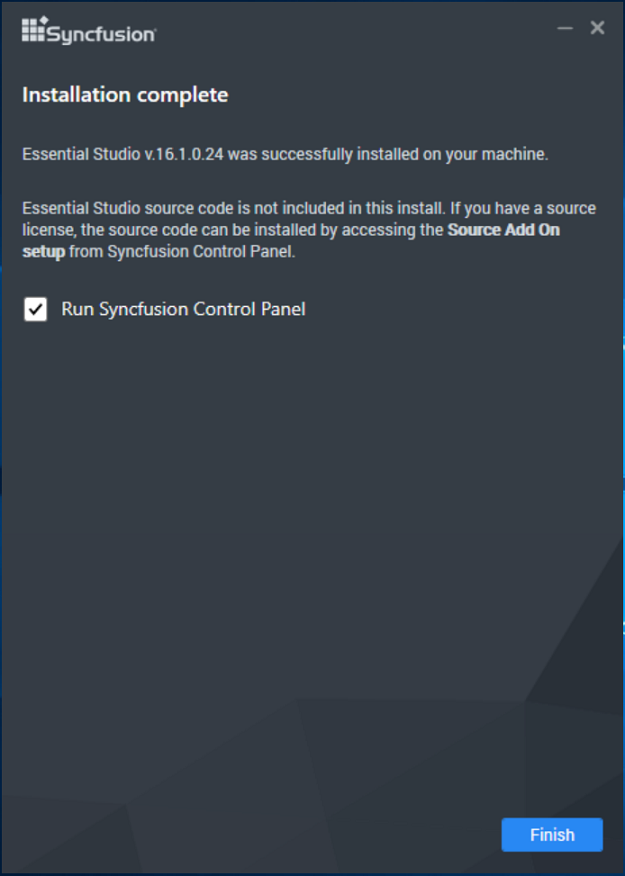 Syncfusion
Installation complete
Essential Studio v.16.1.0.24 was successfully installed on your machine.
Essential Studio source code is not included in this install. If you have a source
license, the source code can be installed by accessing the Source Add On
setup from Syncfusion Control Panel.
Run Syncfusion Control Panel
Finish